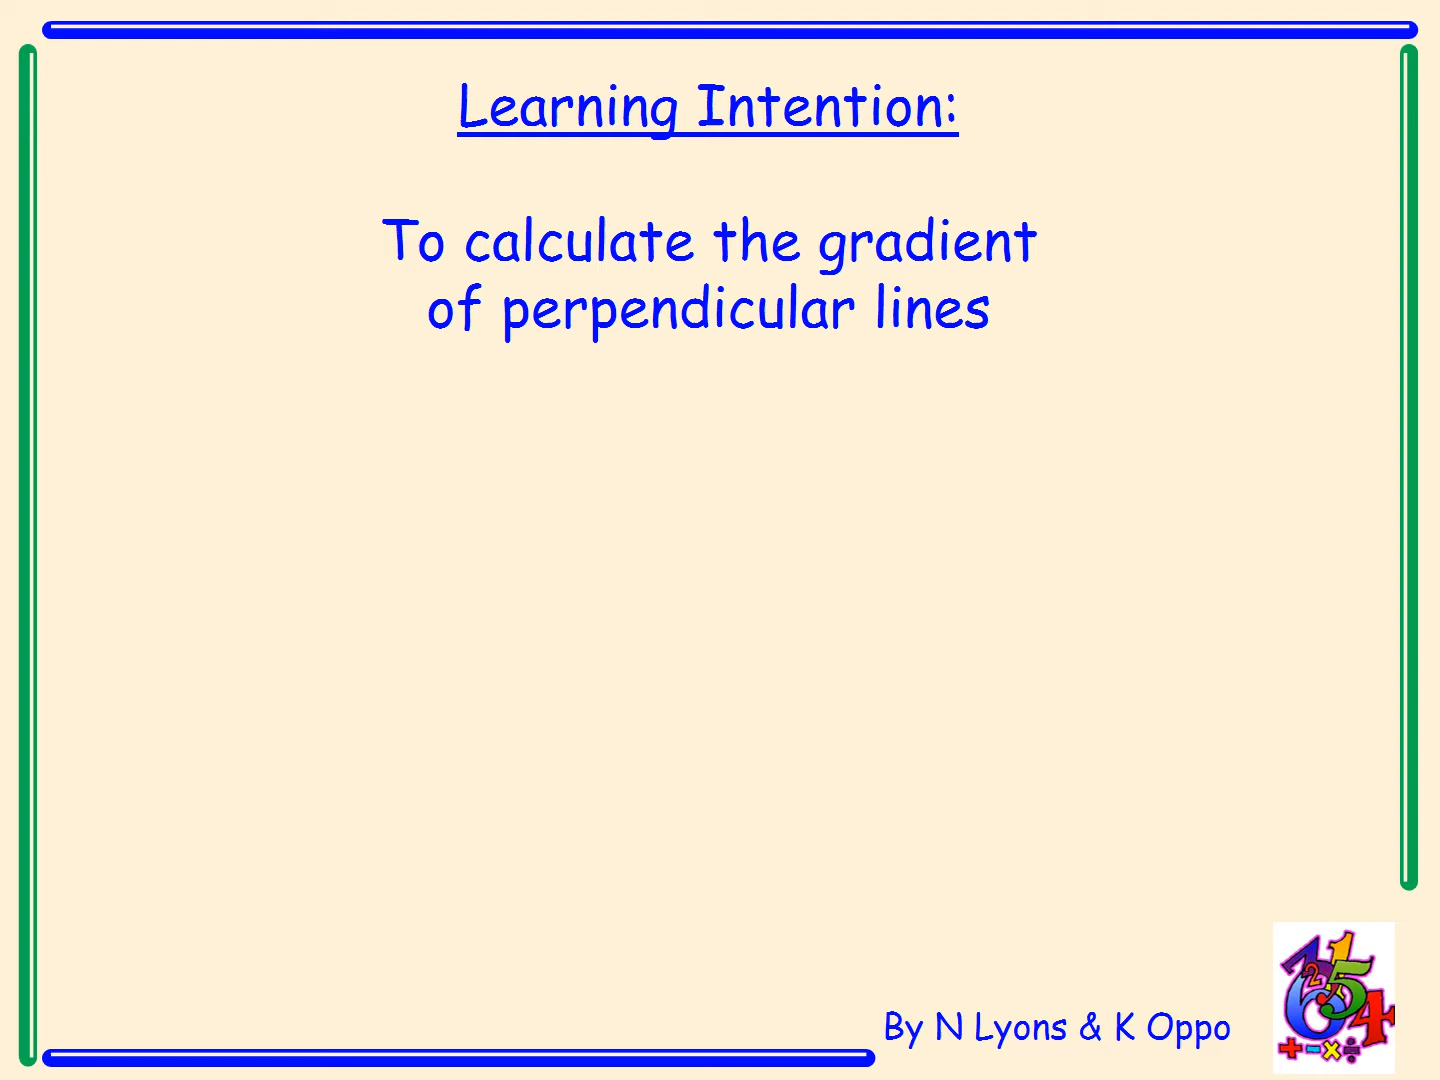 Learning Intention:
To calculate the gradient
of perpendicular lines
By N Lyons & K Oppo